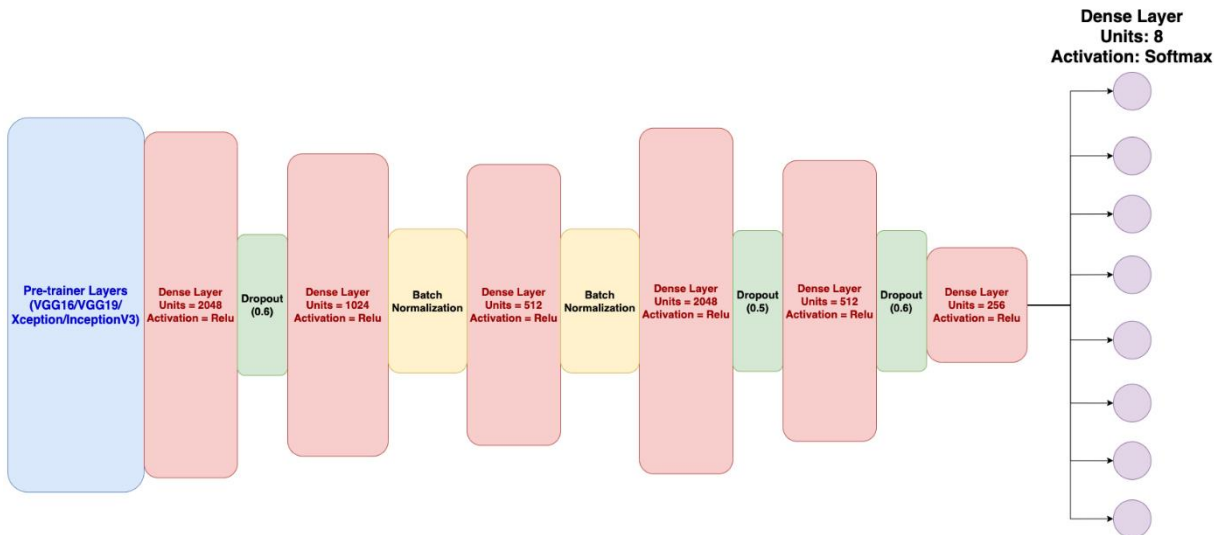 Dense Layer
Units: 8
Activation: Softmax
Pre-trainer Layers
(VGG16/VGG19/
Xception/InceptionV3)
Dense Layer
Units = 2048
Activation = Relu
Dropout
(0.6)
Dense Layer
Units = 1024
Activation = Relu
Batch
Normalization
Dense Layer
Units = 512
Activation = Relu
Batch
Normalization
Dense Layer
Units = 2048
Activation = Relu
Dropout
(0.5)
Dense Layer
Units = 512
Activation = Relu
Dropout
(0.6)
Dense Layer
Units = 256
Activation = Relu